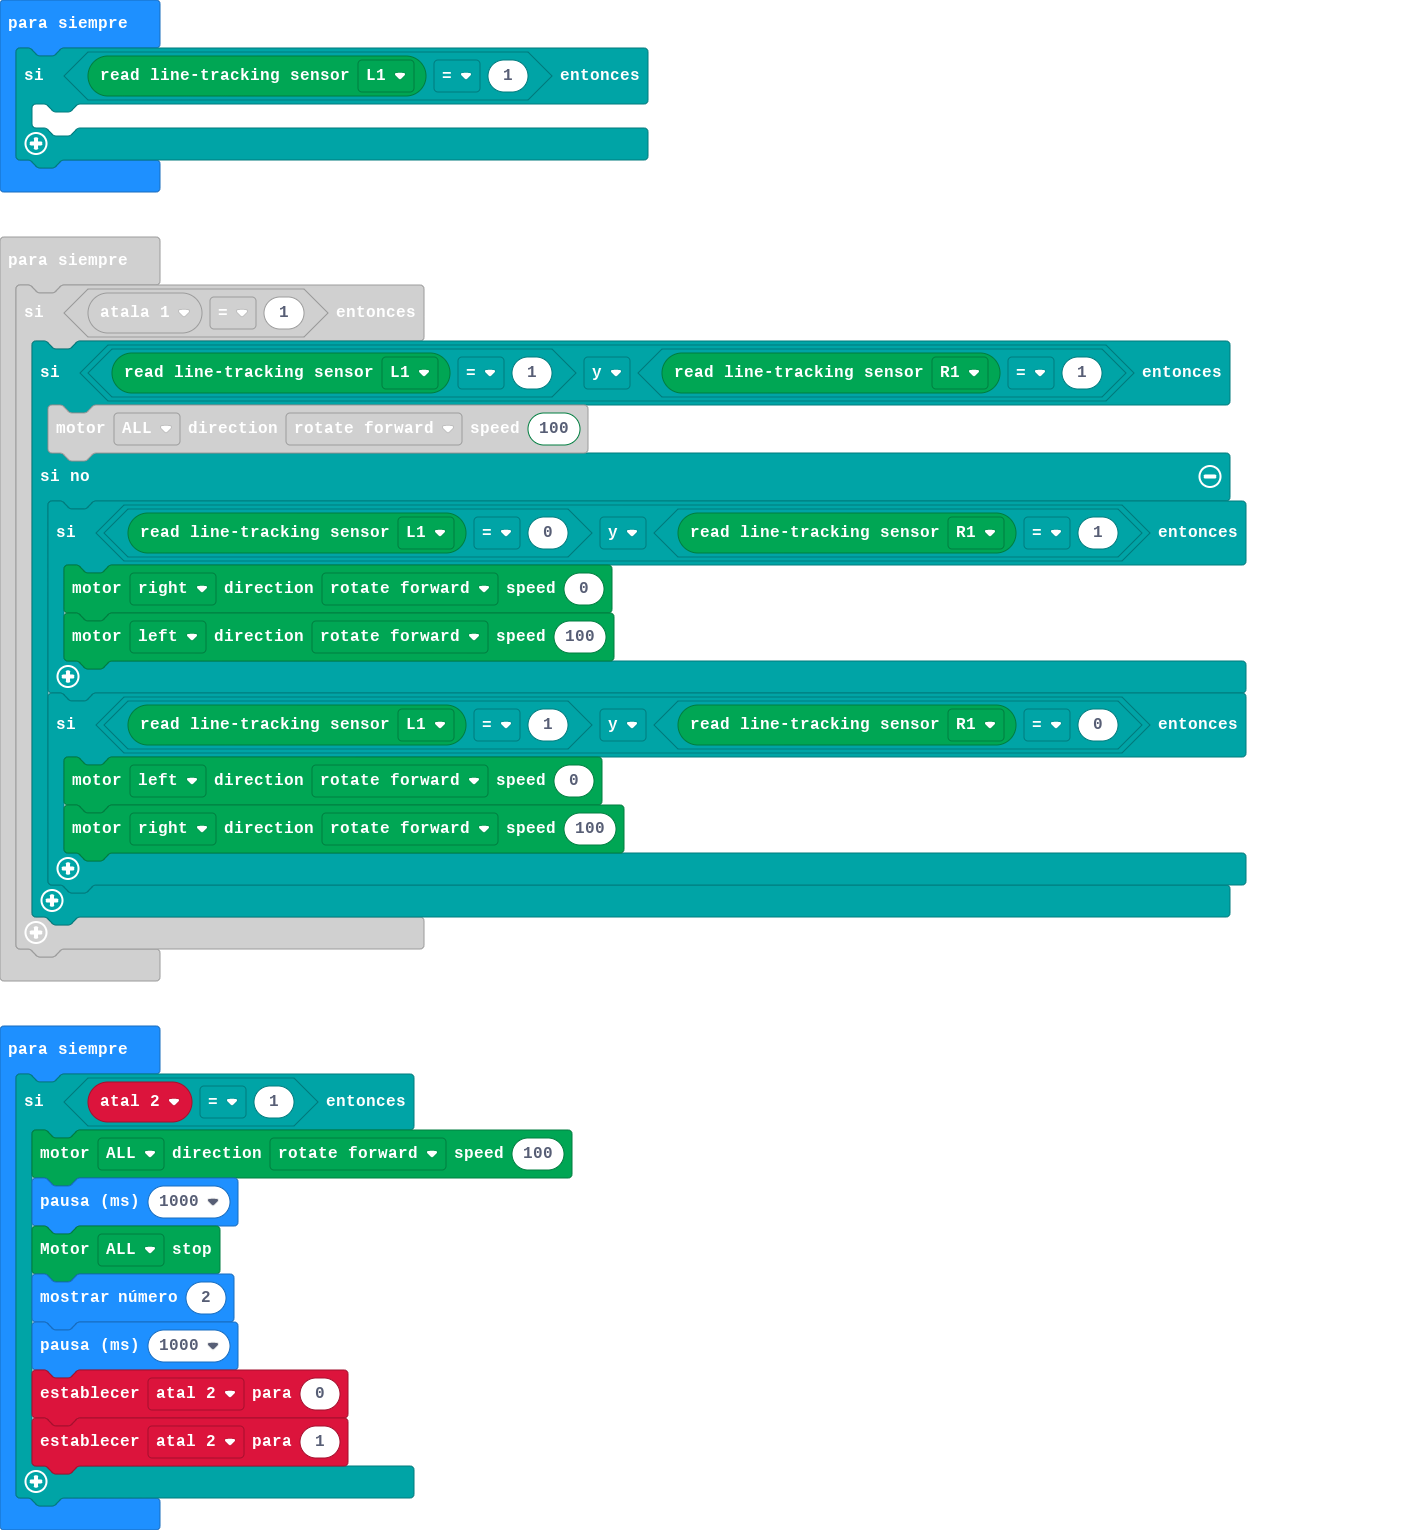 para siempre
si read line-tracking sensor L1 = 1 entonces
para siempre
si atala 1 = 1 entonces
si read line-tracking sensor L1 = 1 y read line-tracking sensor R1 = 1 entonces
motor ALL direction rotate forward speed 100
si no
si read line-tracking sensor L1 = 0 y read line-tracking sensor R1 = 1 entonces
motor right direction rotate forward speed 0
motor left direction rotate forward speed 100
si read line-tracking sensor L1 = 1 y read line-tracking sensor R1 = 0 entonces
motor left direction rotate forward speed 0
motor right direction rotate forward speed 100
para siempre
si atal 2 = 1 entonces
motor ALL direction rotate forward speed 100
pausa (ms) 1000
Motor ALL stop
mostrar número 2
pausa (ms) 1000
establecer atal 2 para 0
establecer atal 2 para 1